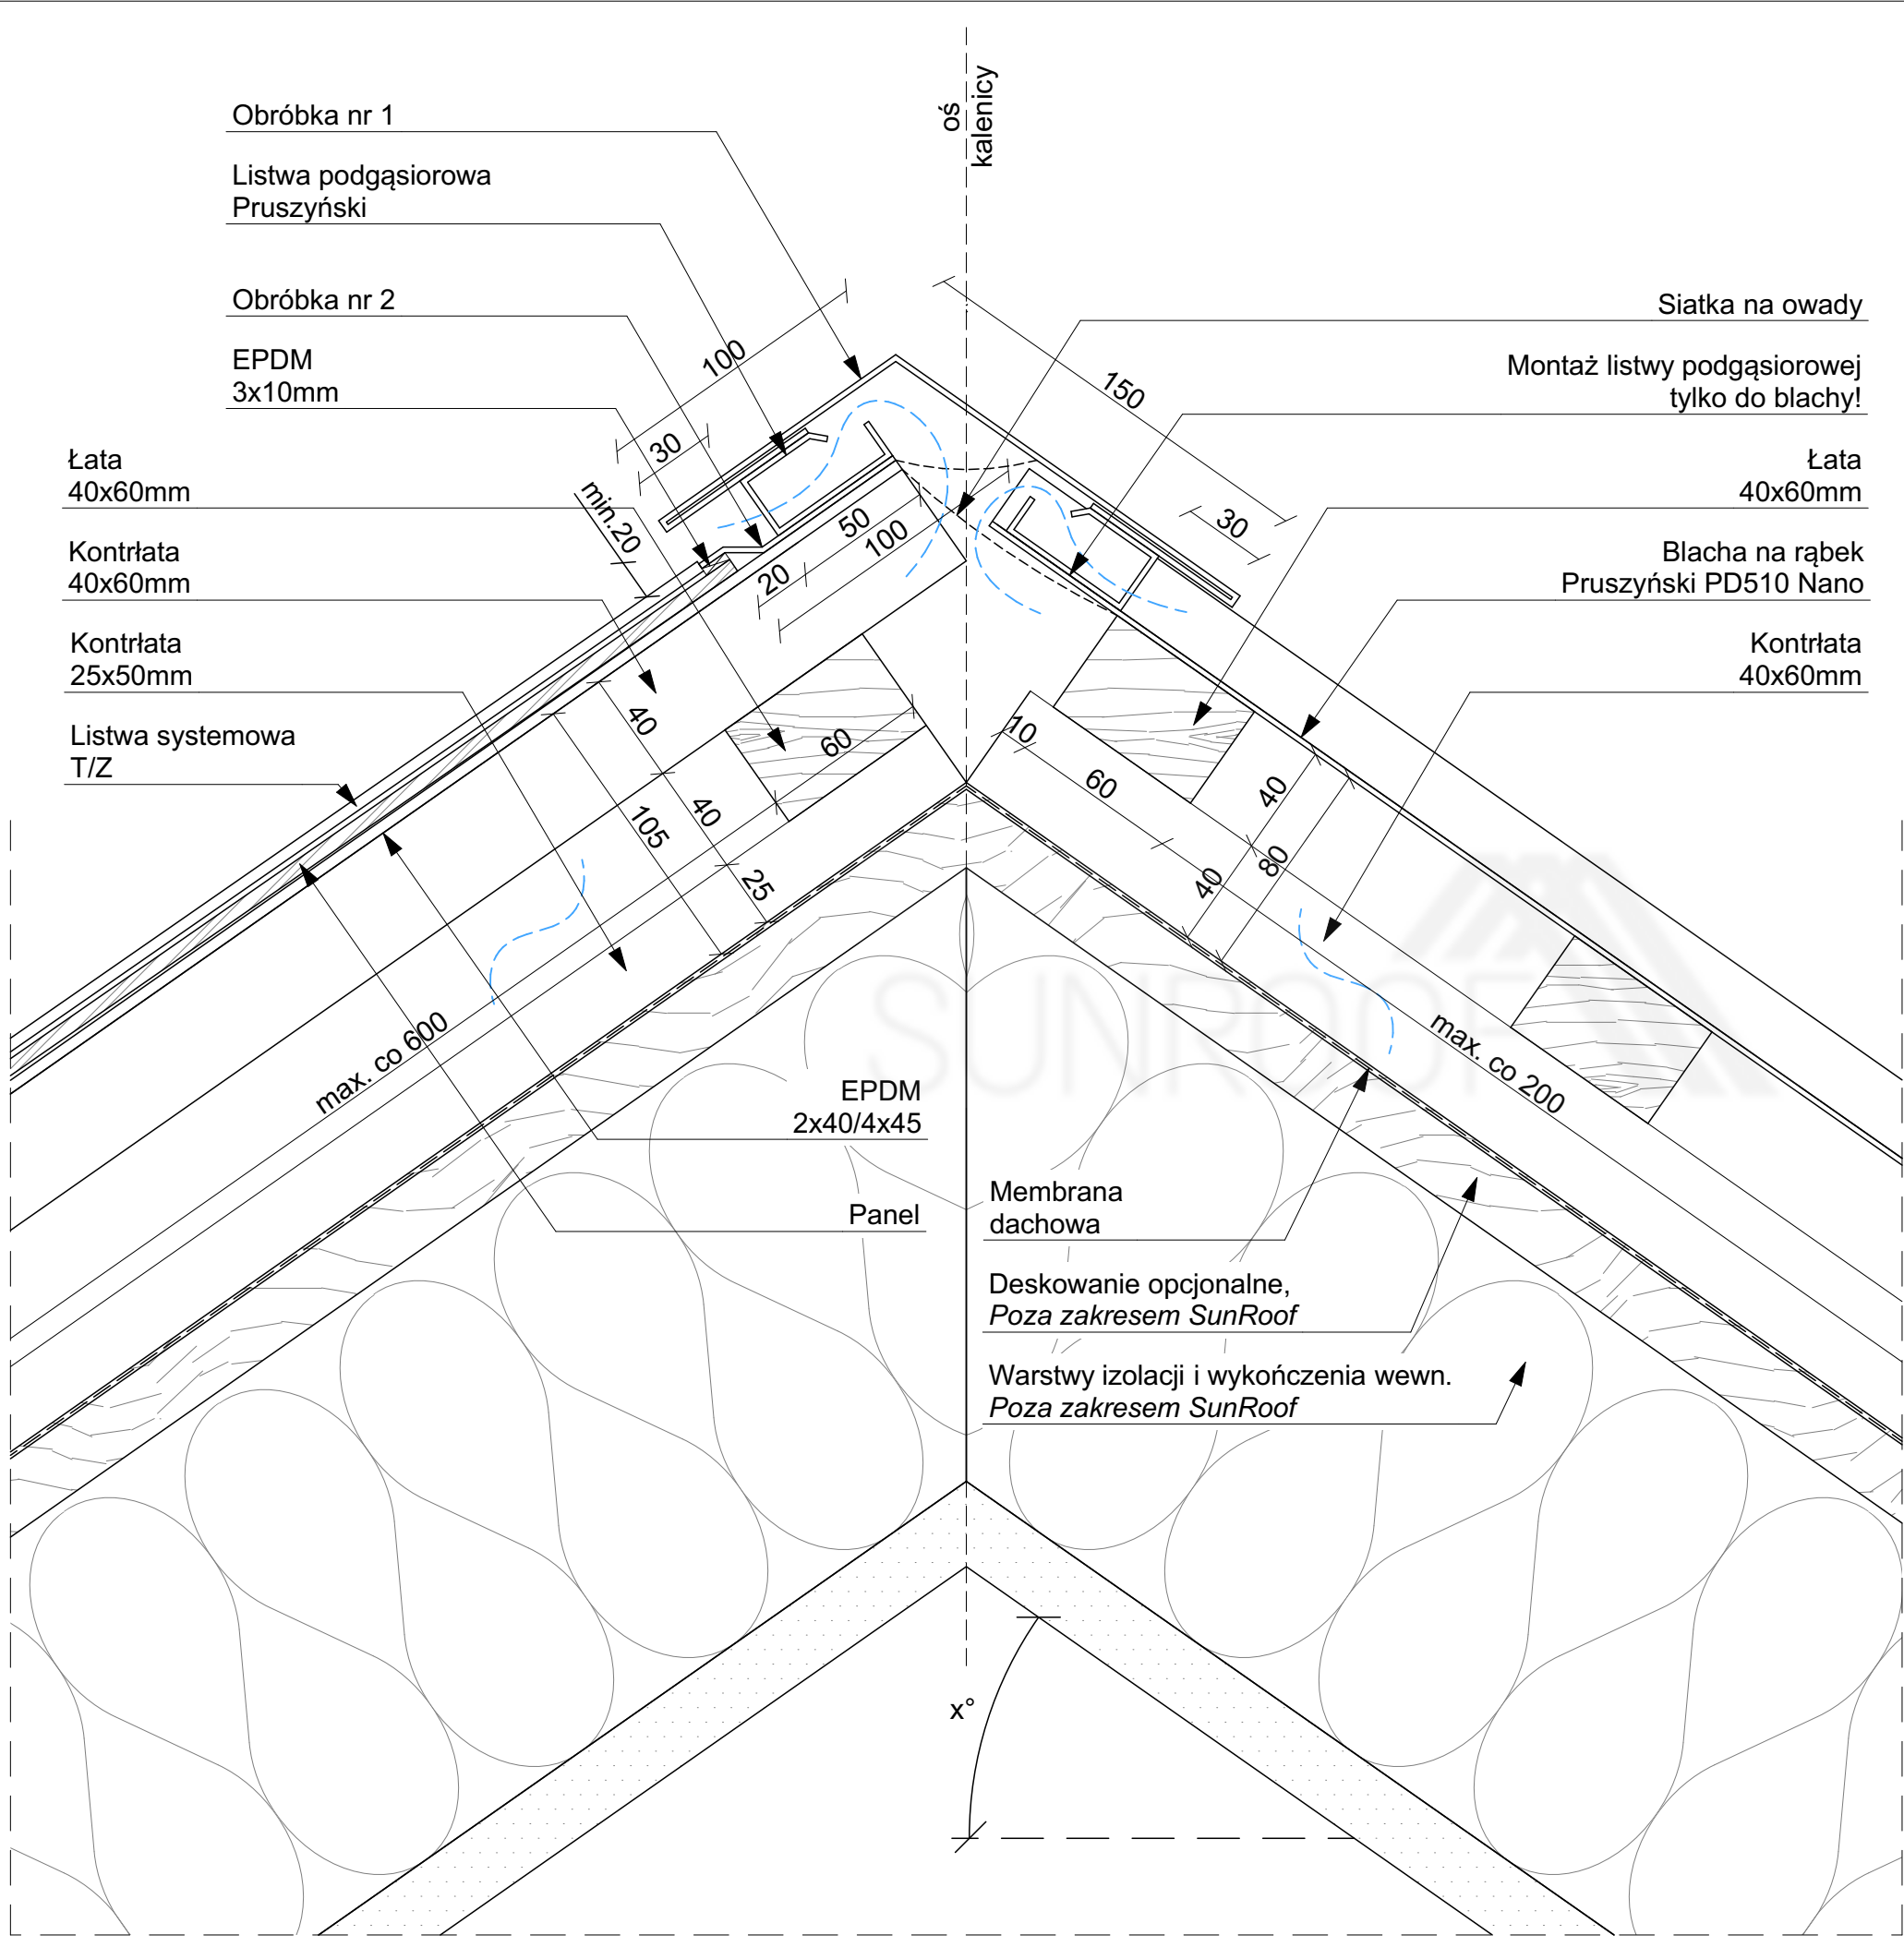 oś
kalenicy
Obróbka nr 1
Listwa podgąsiorowa
Pruszyński
Obróbka nr 2
EPDM
3x10mm
Łata
40x60mm
Kontrłata
40x60mm
Kontrłata
25x50mm
Listwa systemowa
T/Z
Siatka na owady
Montaż listwy podgąsiorowej
tylko do blachy!
Łata
40x60mm
Blacha na rąbek
Pruszyński PD510 Nano
Kontrłata
40x60mm
100
30
min.20
150
30
50
100
20
40
60
105
40
25
max. co 600
10
60
40
80
40
max. co 200
SUNROOF
EPDM
2x40/4x45
Panel
Membrana
dachowa
Deskowanie opcjonalne,
Poza zakresem SunRoof
Warstwy izolacji i wykończenia wewn.
Poza zakresem SunRoof
x°